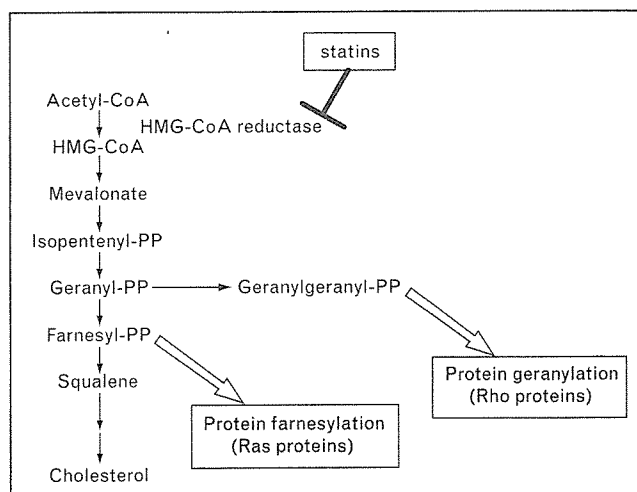 statins
Acetyl-CoA
HMG-CoA reductase
HMG-CoA
Mevalonate
Isopentenyl-PP
Geranyl-PP
Geranylgeranyl-PP
Farnesyl-PP
Squalene
Protein geranylation
(Rho proteins)
Protein farnesylation
(Ras proteins)
Cholesterol